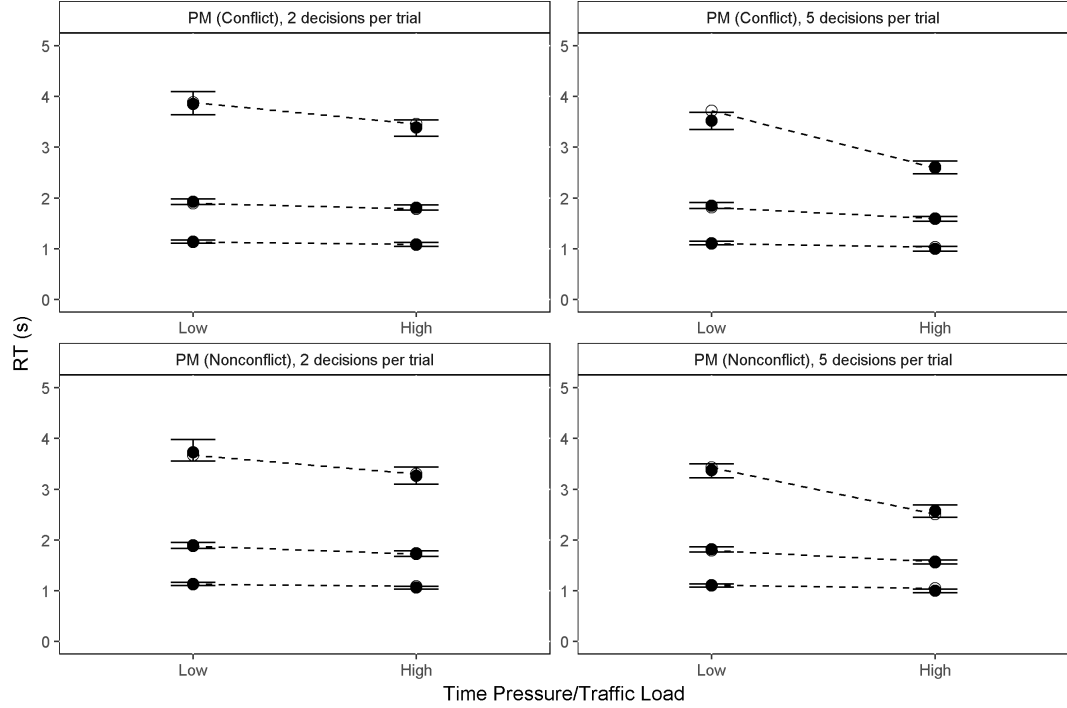 PM (Conflict), 2 decisions per trial
PM (Conflict), 5 decisions per trial
5
4
3
2
1
0
Low
High
5
4
3
2
1
0
Low
High
RT (s)
PM (Nonconflict), 2 decisions per trial
PM (Nonconflict), 5 decisions per trial
5
4
3
2
1
0
Low
High
5
4
3
2
1
0
Low
High
Time Pressure/Traffic Load